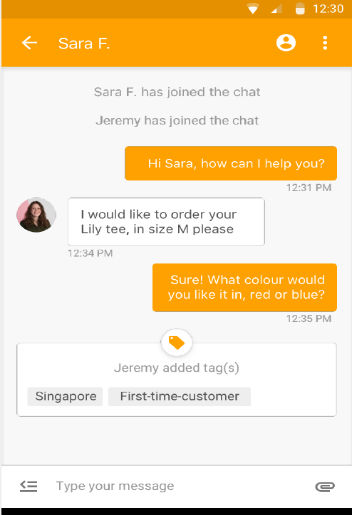 12:30
Sara F.
Sara F. has joined the chat
Jeremy has joined the chat
Hi Sara, how can I help you?
12:31 PM
I would like to order your
Lily tee, in size M please
12:34 PM
Sure! What colour would
you like it in, red or blue?
12:35 PM
Jeremy added tag(s)
Singapore First-time-customer
Type your message